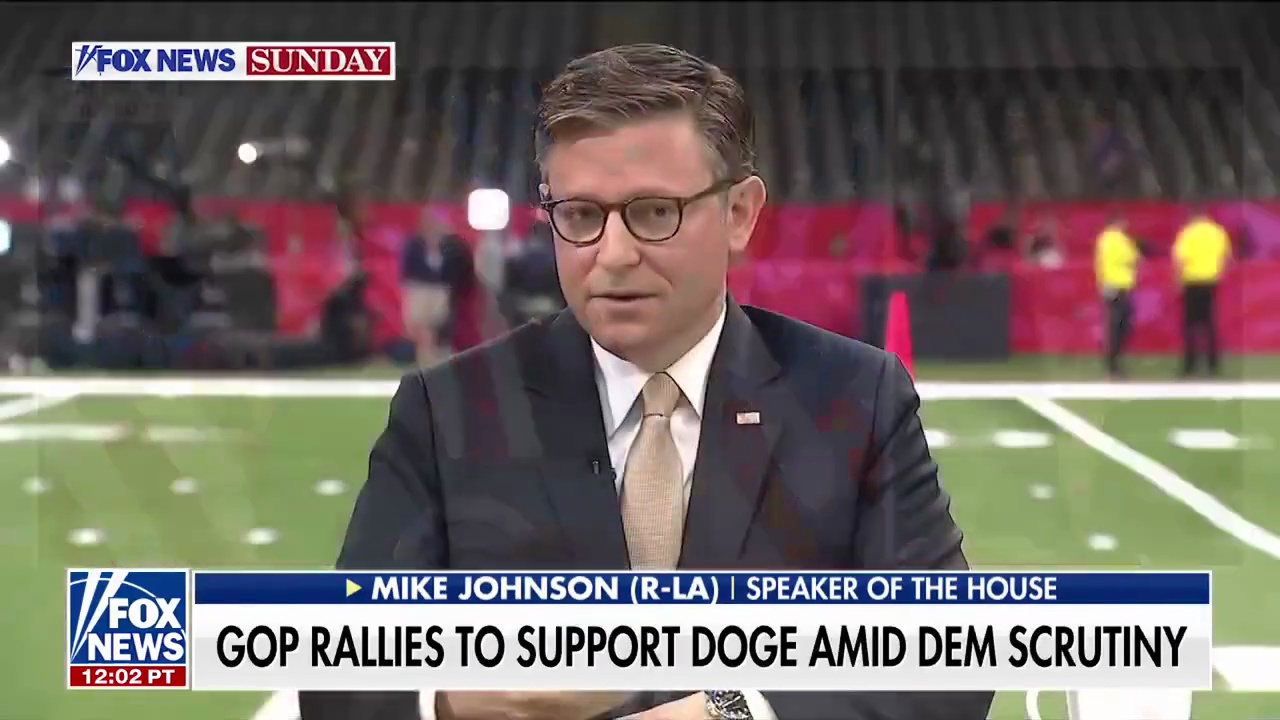 FOX NEWS SUNDAY
MIKE JOHNSON (R-LA) | SPEAKER OF THE HOUSE
FOX
NEWS
12:02 PT
GOP RALLIES TO SUPPORT DOGE AMID DEM SCRUTINY